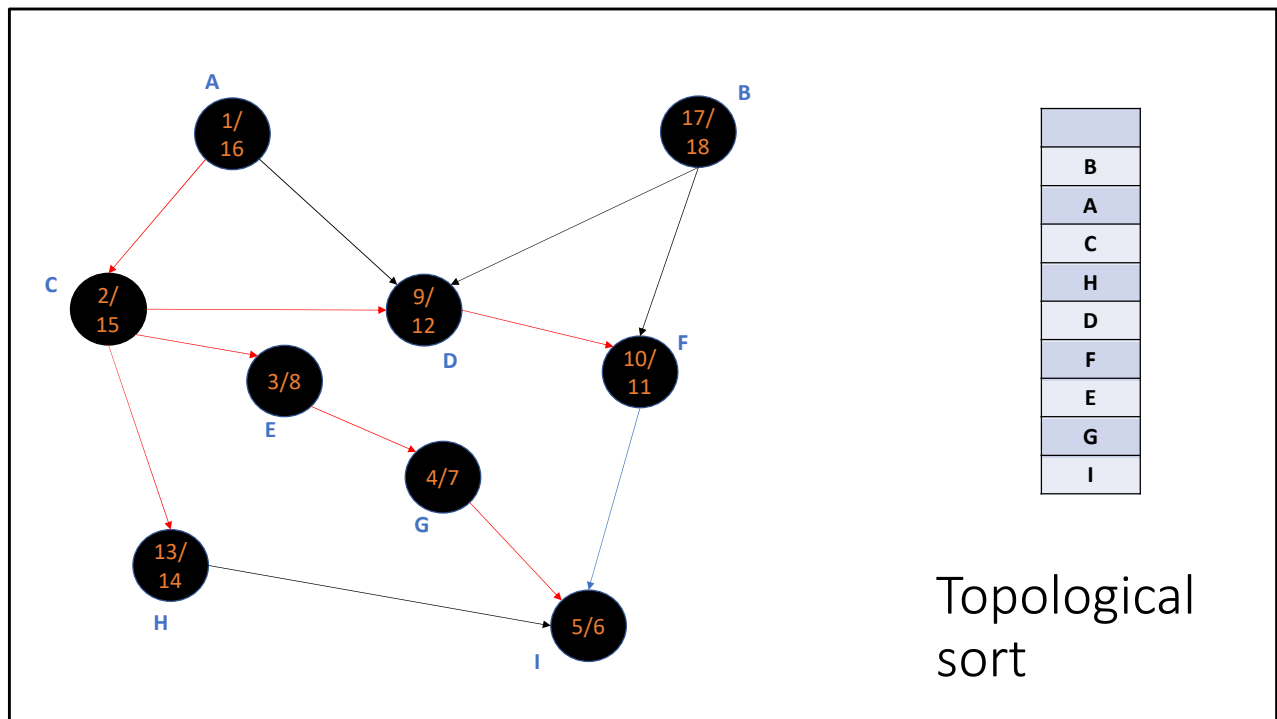 A
1/
16
17/
18
B
C
2/
15
9/
12
D
10/
11
F
3/8
E
4/7
G
13/
14
H
5/6
I
B
A
C
H
D
F
E
G
I
Topological
sort